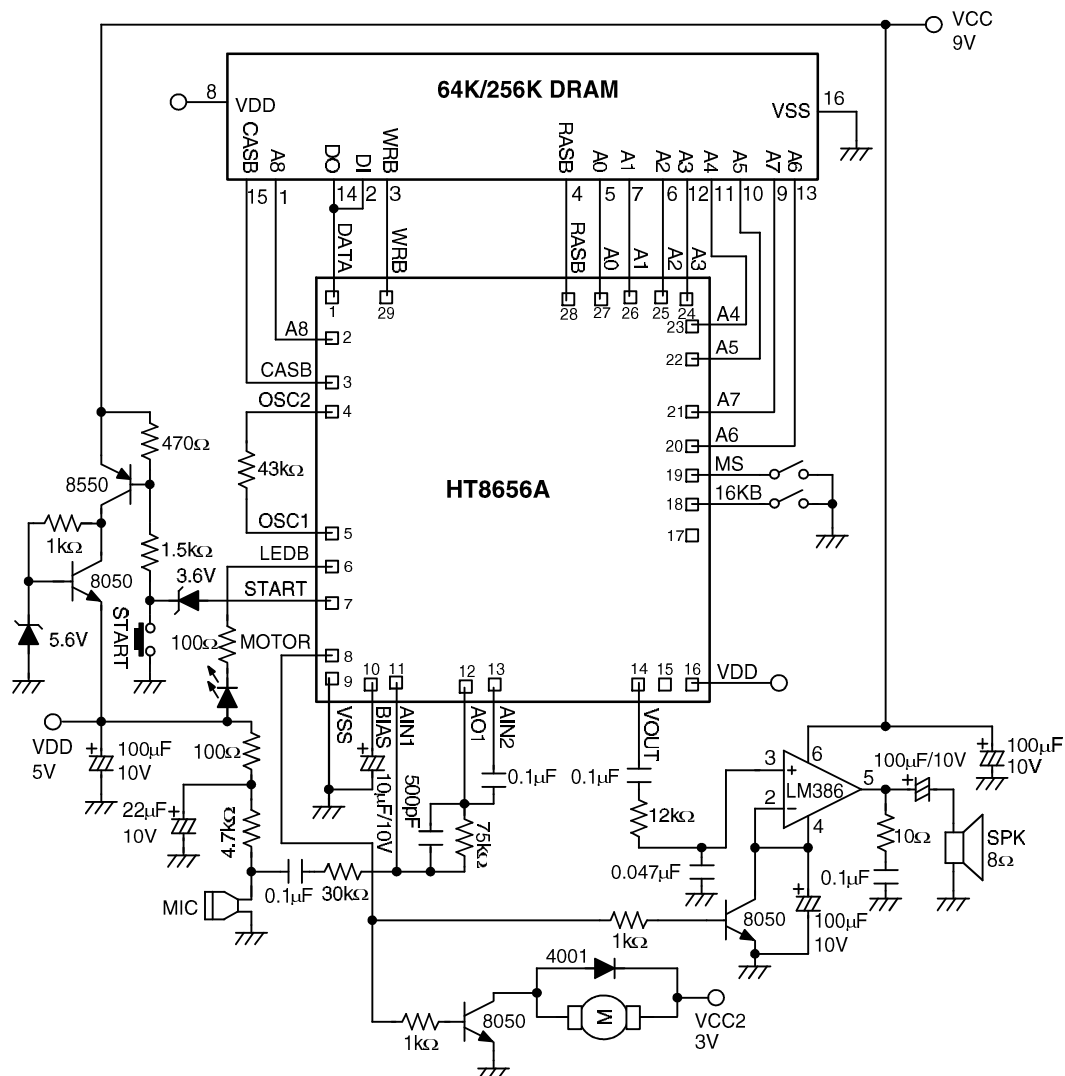 VCC
9V
64K/256K DRAM
8
VDD
VSS
16
CASB
A8
DO
DI
WRB
RASB
A0
A1
A2
A3
A4
A5
A7
A6
15
1
14
2
3
4
5
7
6
12
11
10
9
13
DATA
WRB
RASB
A0
A1
A2
A3
1
29
28
27
26
25
24
23
A4
A8
2
22
A5
CASB
3
OSC2
4
21
A7
470Ω
20
A6
43kΩ
19
MS
8550
HT8656A
18
16KB
1kΩ
OSC1
5
17
1.5kΩ
LEDB
6
8050
3.6V
START
7
START
5.6V
100Ω
MOTOR
8
9
10
11
12
13
14
15
16
VDD
VSS
BIAS
AIN1
AO1
AIN2
VOUT
VDD
5V
100μF
10V
100Ω
10μF/10V
500pF
0.1μF
0.1μF
3
+
6
2
−
LM386
5
4
100μF/10V
100μF
10V
22μF
10V
4.7kΩ
75kΩ
12kΩ
10Ω
SPK
8Ω
0.047μF
0.1μF
MIC
0.1μF
30kΩ
1kΩ
8050
100μF
10V
4001
M
VCC2
3V
8050
1kΩ